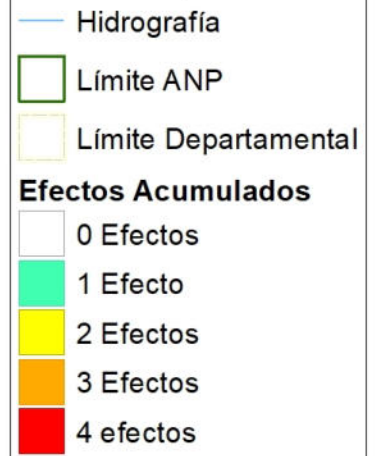 Hidrografía
Límite ANP
Límite Departamental
Efectos Acumulados
0 Efectos
1 Efecto
2 Efectos
3 Efectos
4 efectos